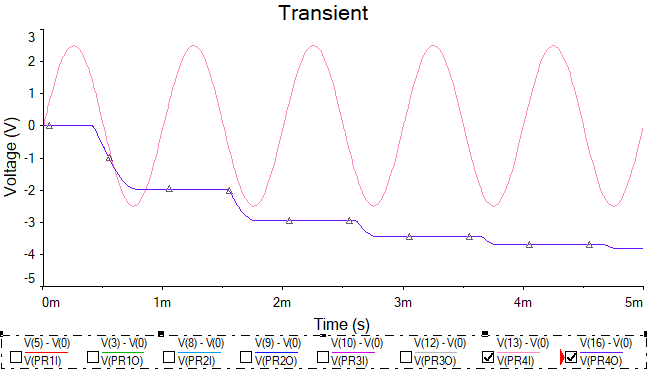 Transient
3
2
1
0
-1
-2
-3
-4
-5
Voltage (V)
0m 1m 2m 3m 4m 5m
Time (s)
V(5) - V(0) V(3) - V(0) V(8) - V(0) V(9) - V(0) V(10) - V(0) V(12) - V(0) V(13) - V(0) V(16) - V(0)
V(PR1I) V(PR1O) V(PR2I) V(PR2O) V(PR3I) V(PR3O) V(PR4I) V(PR4O)